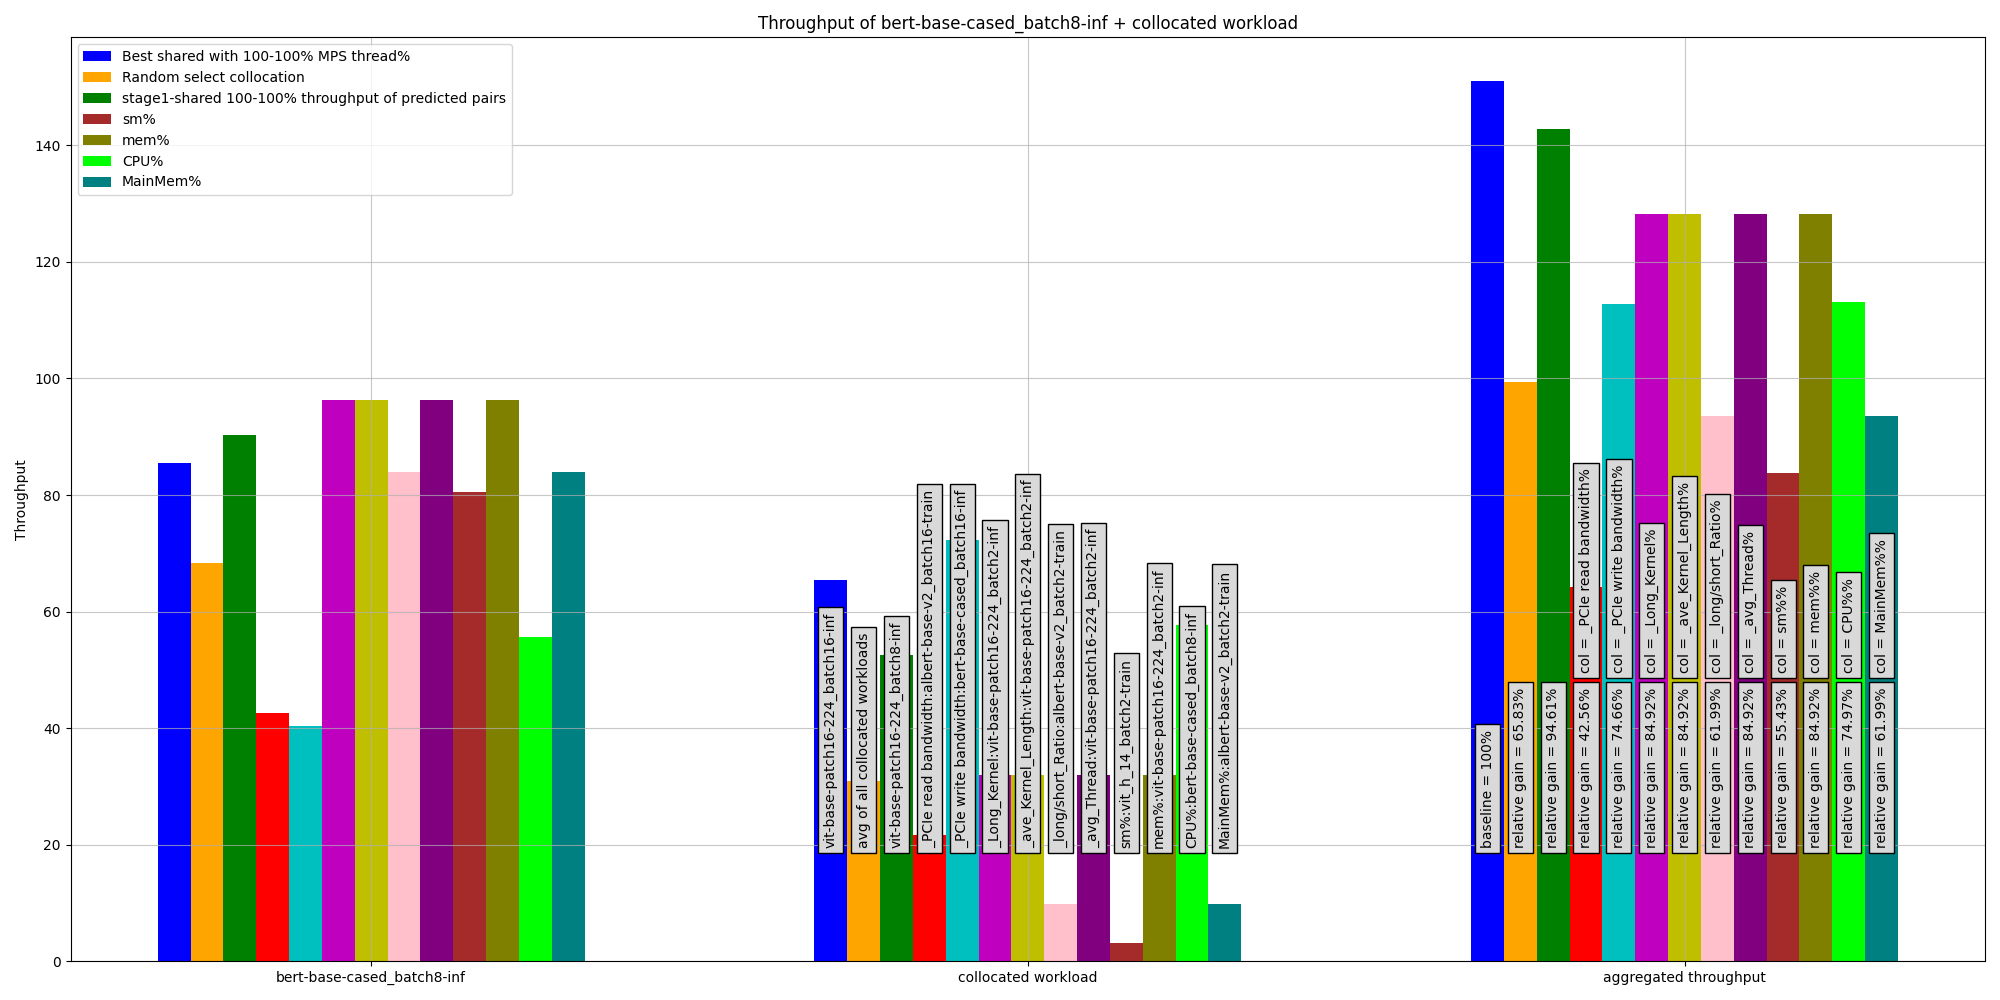 Throughput of bert-base-cased_batch8-inf + collocated workload
Best shared with 100-100% MPS thread%
Random select collocation
stage1-shared 100-100% throughput of predicted pairs
sm%
mem%
CPU%
MainMem%
Throughput
140
120
100
80
60
40
20
0
vit-base-patch16-224_batch16-inf
avg of all collocated workloads
vit-base-patch16-224_batch8-inf
_PCIe read bandwidth:albert-base-v2_batch16-train
_PCIe write bandwidth:bert-base-cased_batch16-inf
_Long_Kernel:vit-base-patch16-224_batch2-inf
_ave_Kernel_Length:vit-base-patch16-224_batch2-inf
_long/short_Ratio:albert-base-v2_batch2-train
_avg_Thread:vit-base-patch16-224_batch2-inf
sm%:vit_h_14_batch2-train
mem%:vit-base-patch16-224_batch2-inf
CPU%:bert-base-cased_batch8-inf
MainMem%:albert-base-v2_batch2-train
col = _PCIe read bandwidth%
col = _PCIe write bandwidth%
col = _Long_Kernel%
col = _ave_Kernel_Length%
col = _long/short_Ratio%
col = _avg_Thread%
col = sm%%
col = mem%%
col = CPU%%
col = MainMem%%
baseline = 100%
relative gain = 65.83%
relative gain = 94.61%
relative gain = 42.56%
relative gain = 74.66%
relative gain = 84.92%
relative gain = 84.92%
relative gain = 61.99%
relative gain = 84.92%
relative gain = 55.43%
relative gain = 84.92%
relative gain = 74.97%
relative gain = 61.99%
bert-base-cased_batch8-inf
collocated workload
aggregated throughput